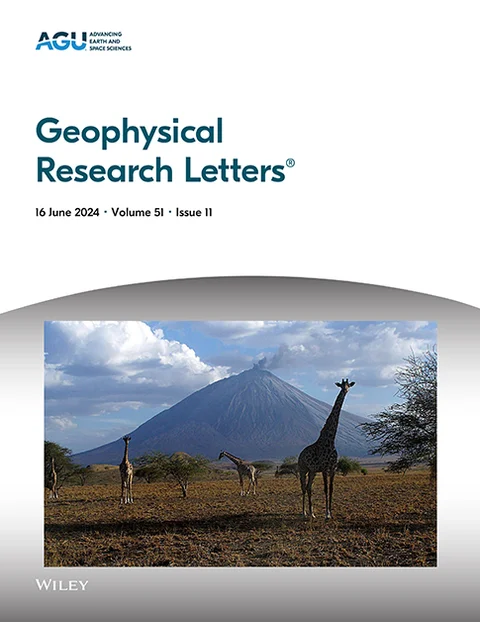 AGU
ADVANCING
EARTH AND
SPACE SCIENCES
Geophysical
Research Letters®
16 June 2024 · Volume 51 · Issue 11
WILEY